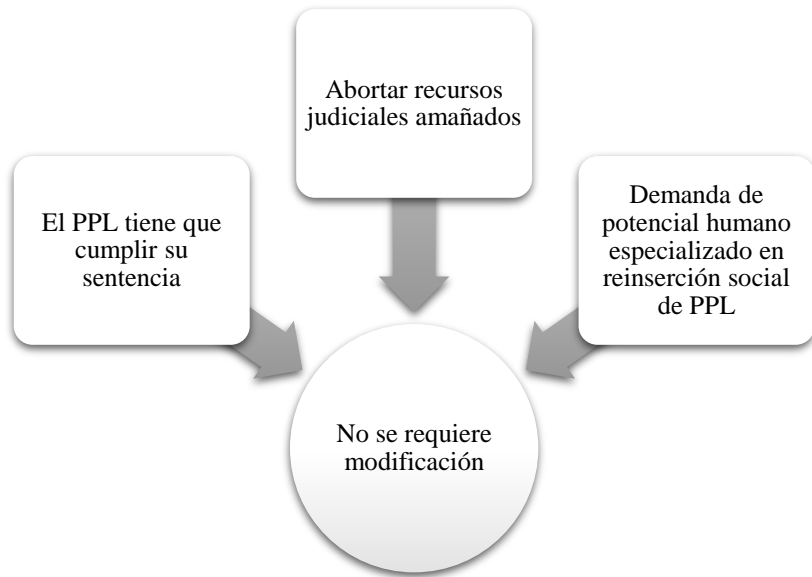 Abortar recursos
judiciales amañados
El PPL tiene que
cumplir su
sentencia
Demanda de
potencial humano
especializado en
reinserción social
de PPL
No se requiere
modificación